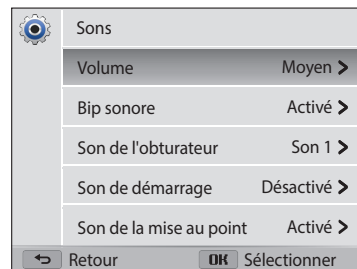 Sons
Volume Moyen >
Bip sonore Activé >
Son de l'obturateur Son 1 >
Son de démarrage Désactivé >
Son de la mise au point Activé >
Retour OK Sélectionner